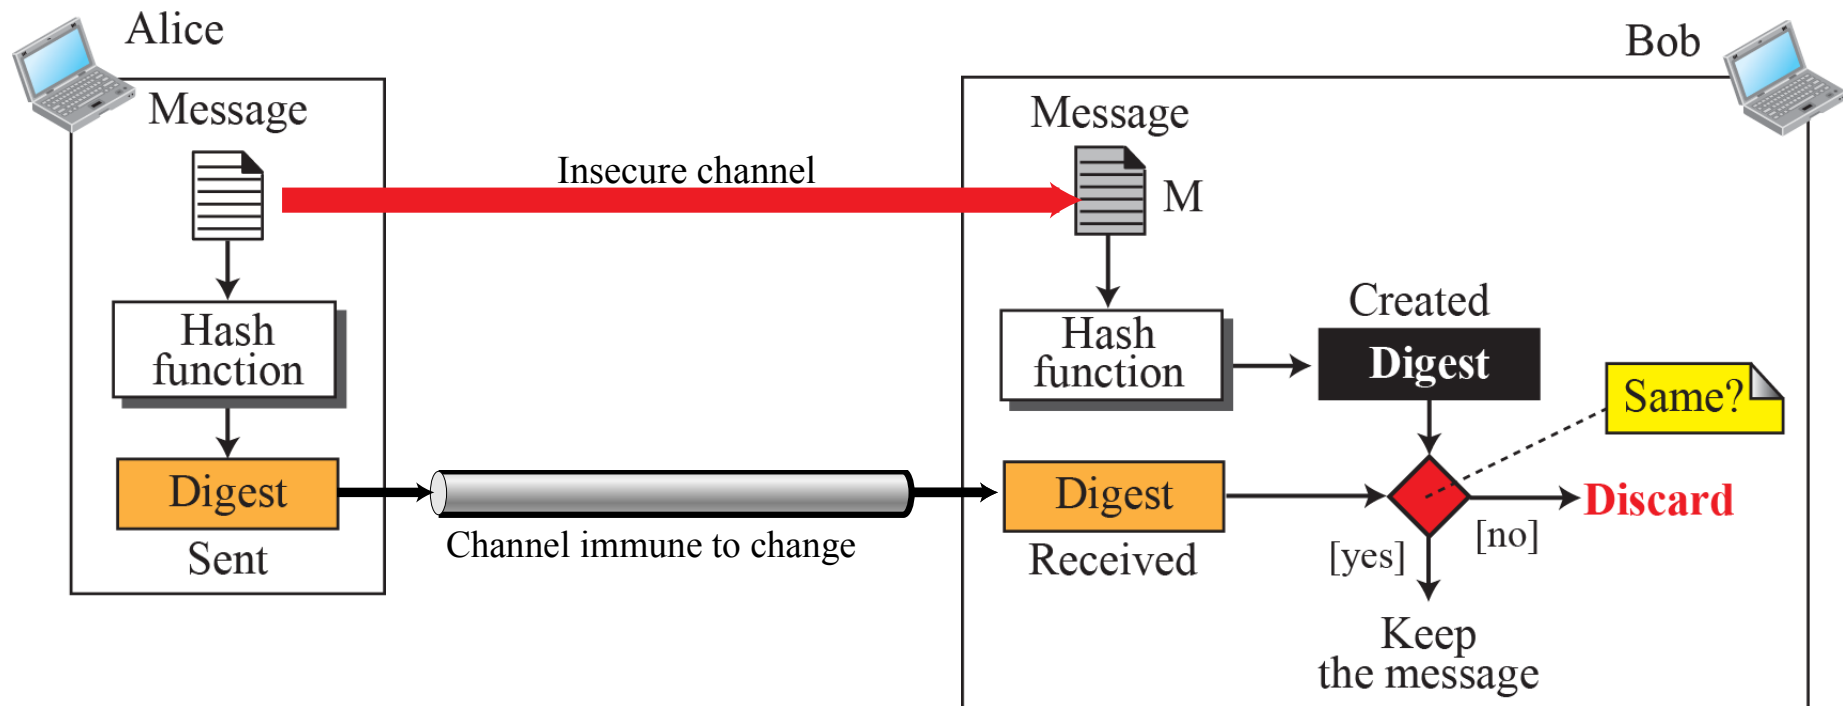 Alice
Bob
Message
Message
Insecure channel
M
Hash
function
Hash
function
Created
Digest
Same?
Digest
Digest
Discard
Channel immune to change
Sent
Received
[yes]
[no]
Keep
the message